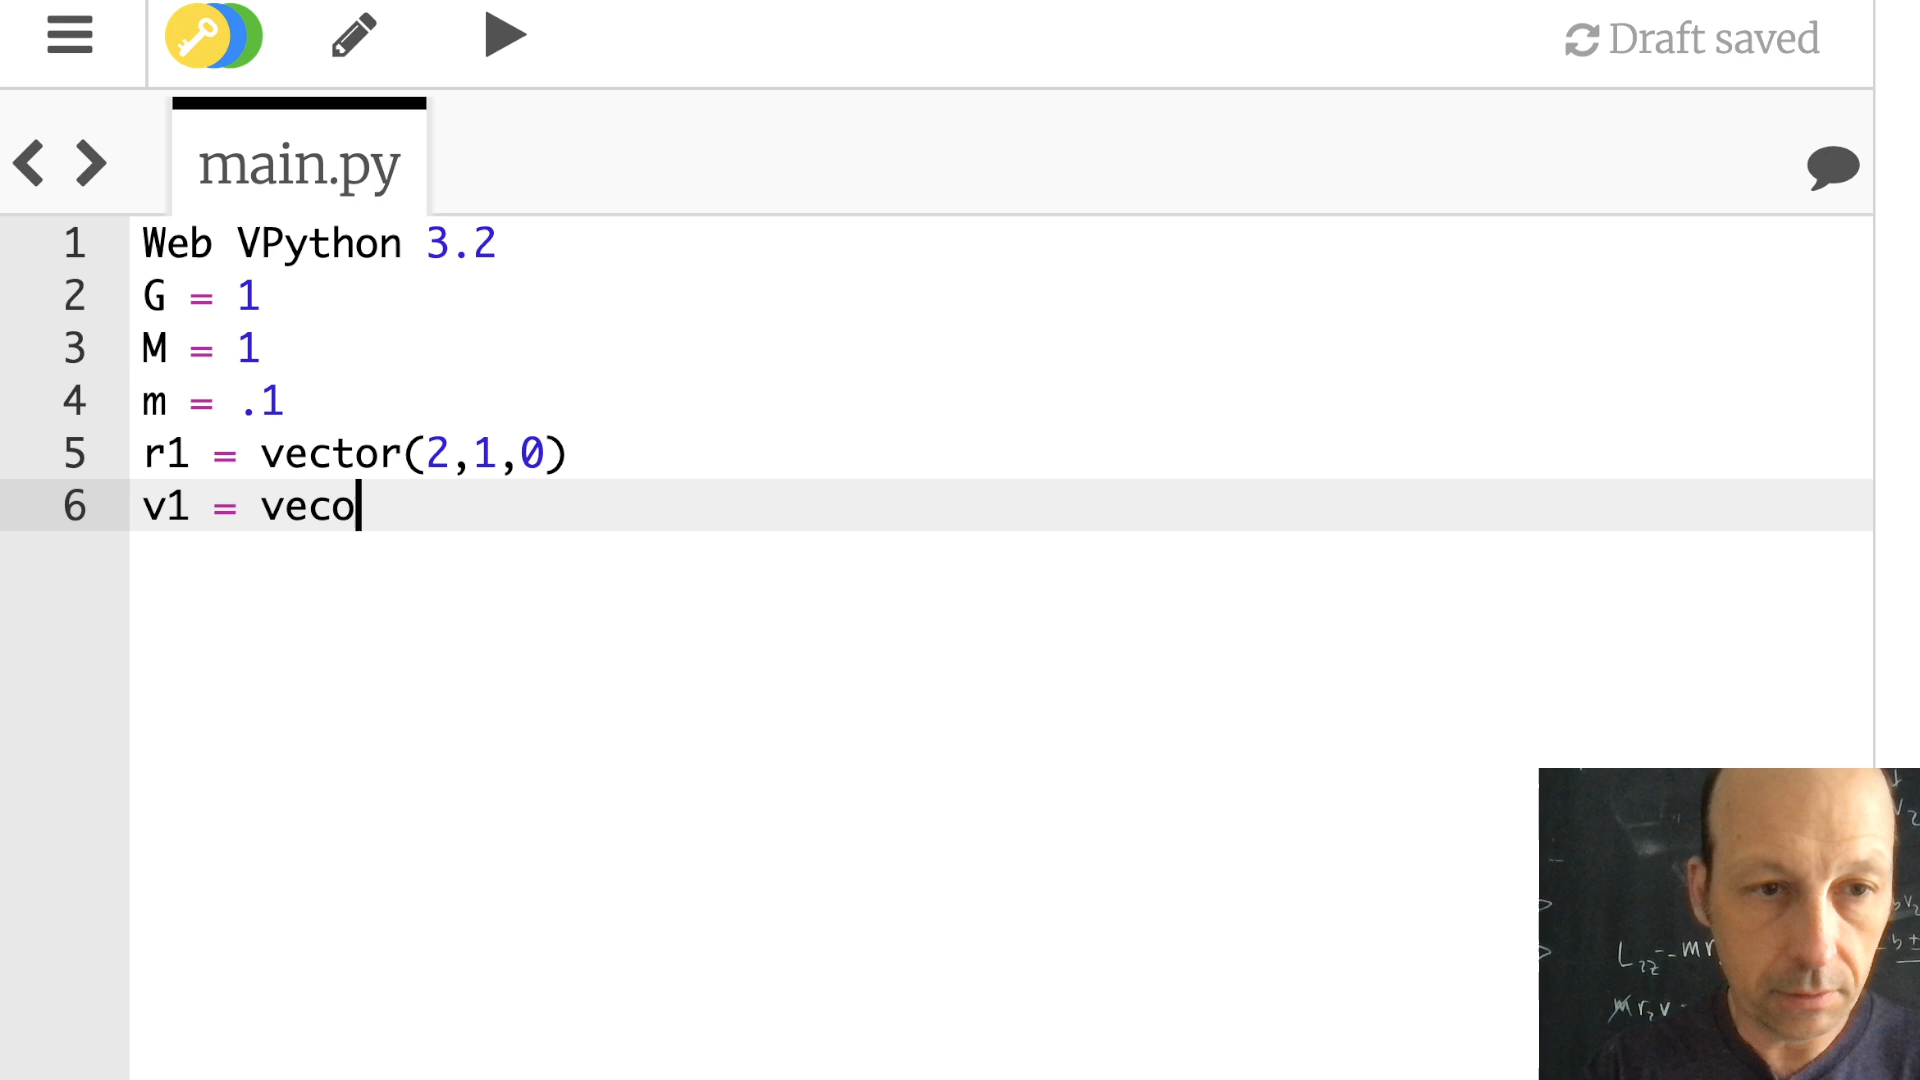 Draft saved
main.py
1 Web VPython 3.2
2 G = 1
3 M = 1
4 m = .1
5 r1 = vector(2,1,0)
6 v1 = veco